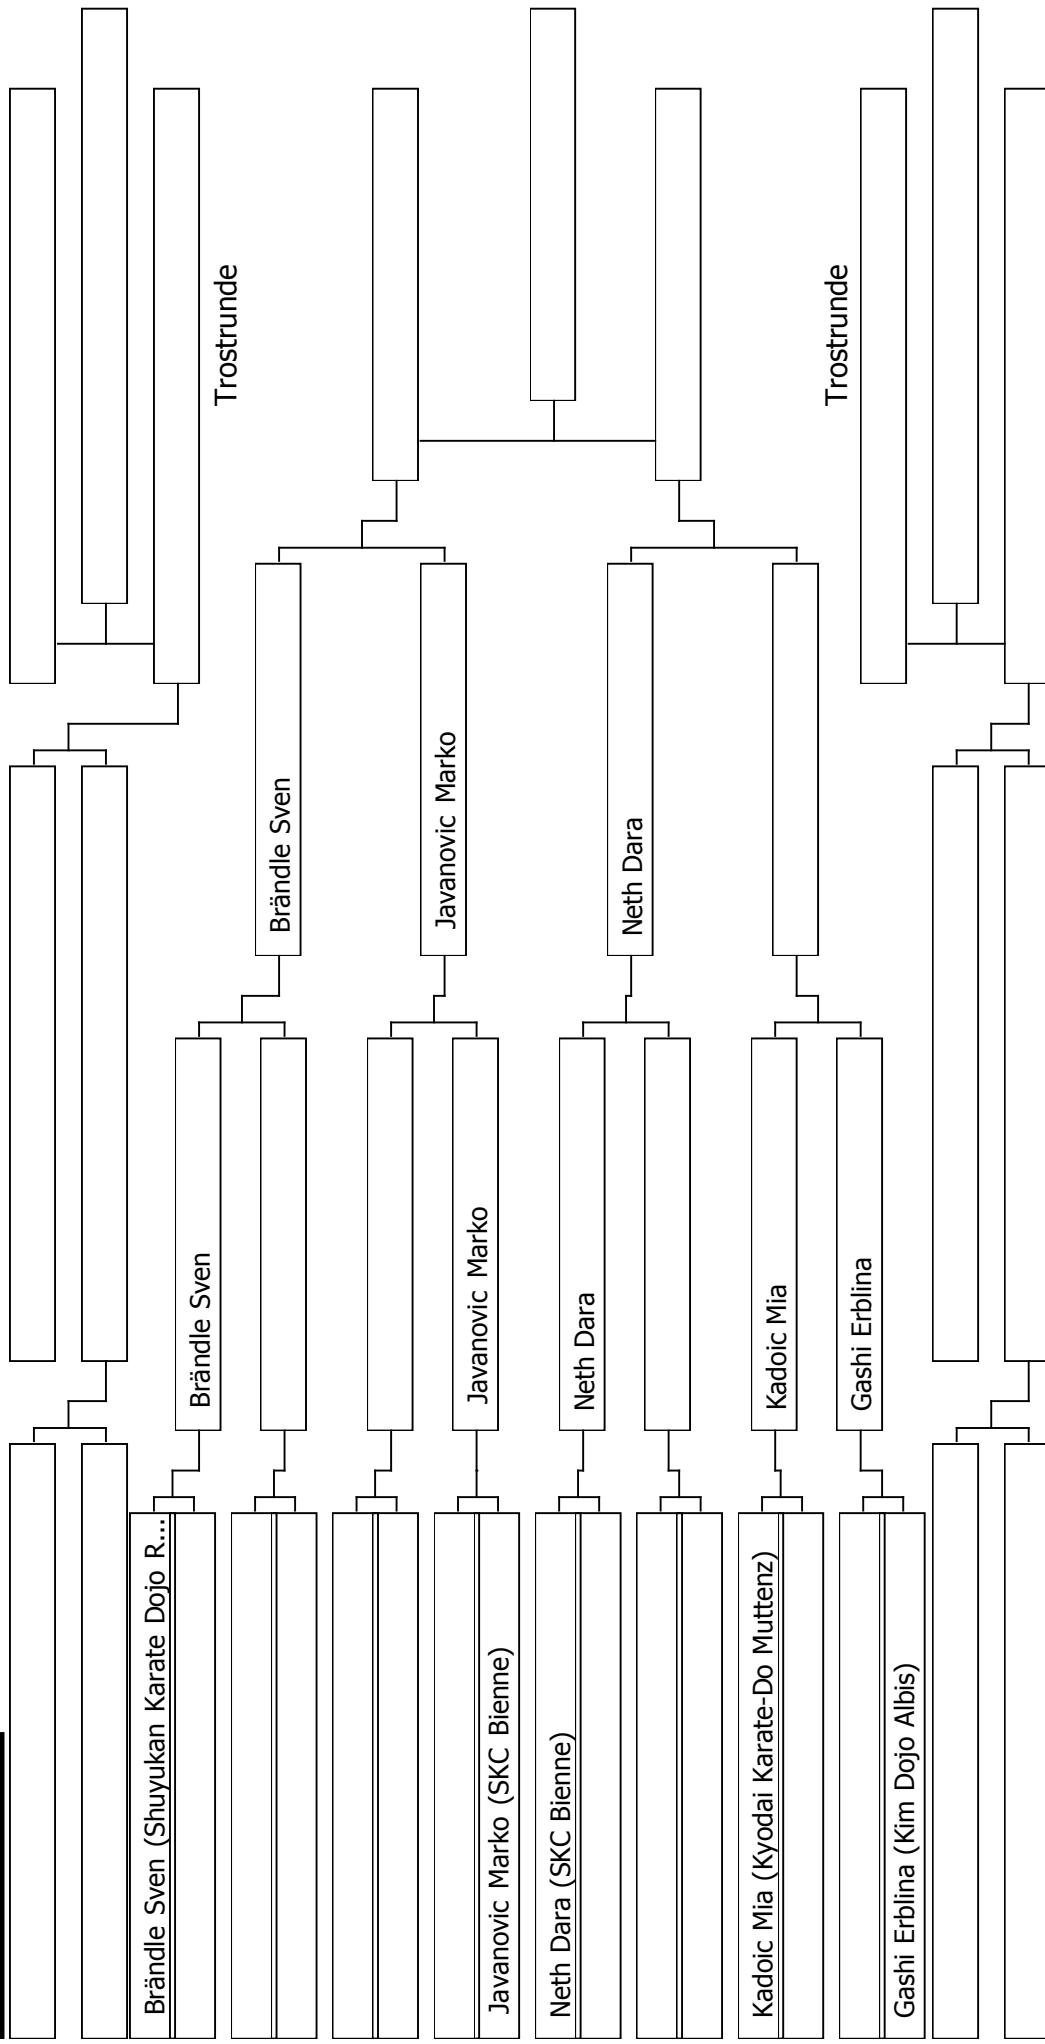 Brändle Sven (Shuyukan Karate Dojo R...
Javanovic Marko (SKC Bienne)
Neth Dara (SKC Bienne)
Kadoic Mia (Kyodai Karate-Do Muttenz)
Gashi Erblina (Kim Dojo Albis)
Brändle Sven
Javanovic Marko
Neth Dara
Kadoic Mia
Gashi Erblina
Brändle Sven
Javanovic Marko
Neth Dara
Trostrunde
Trostrunde